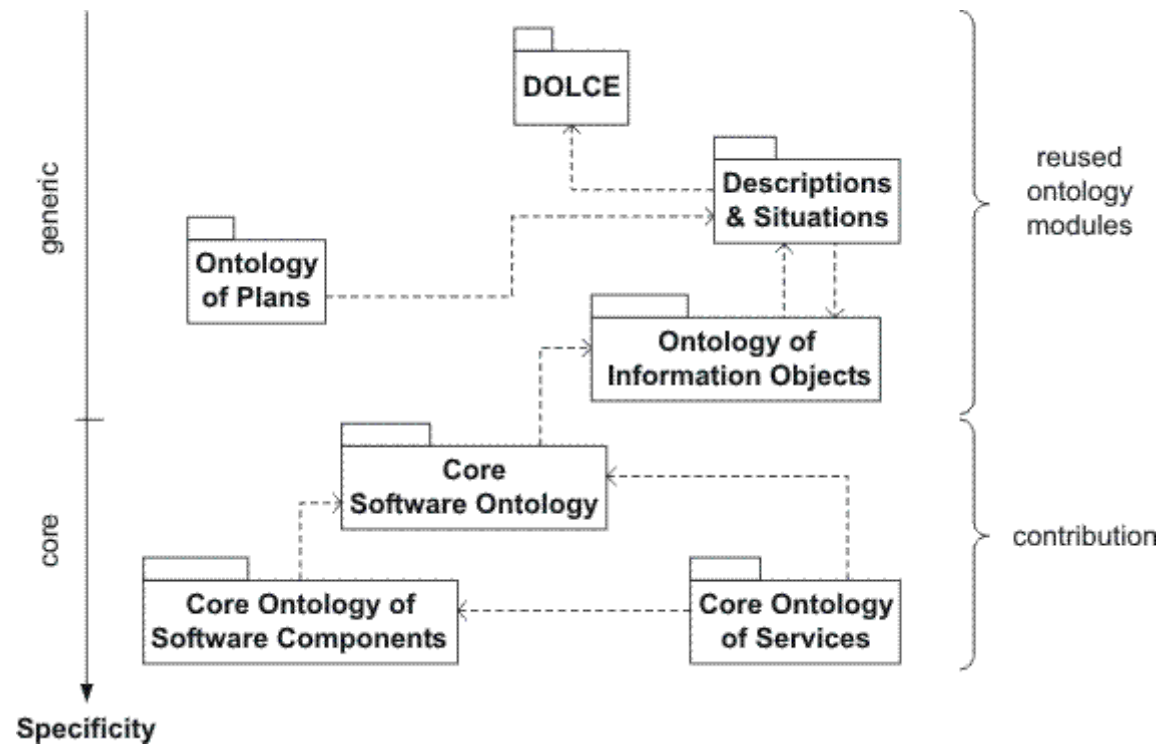 DOLCE
generic
Descriptions
& Situations
reused
ontology
modules
Ontology
of Plans
Ontology of
Information Objects
Core
Software Ontology
core
contribution
Core Ontology of
Software Components
Core Ontology
of Services
Specificity